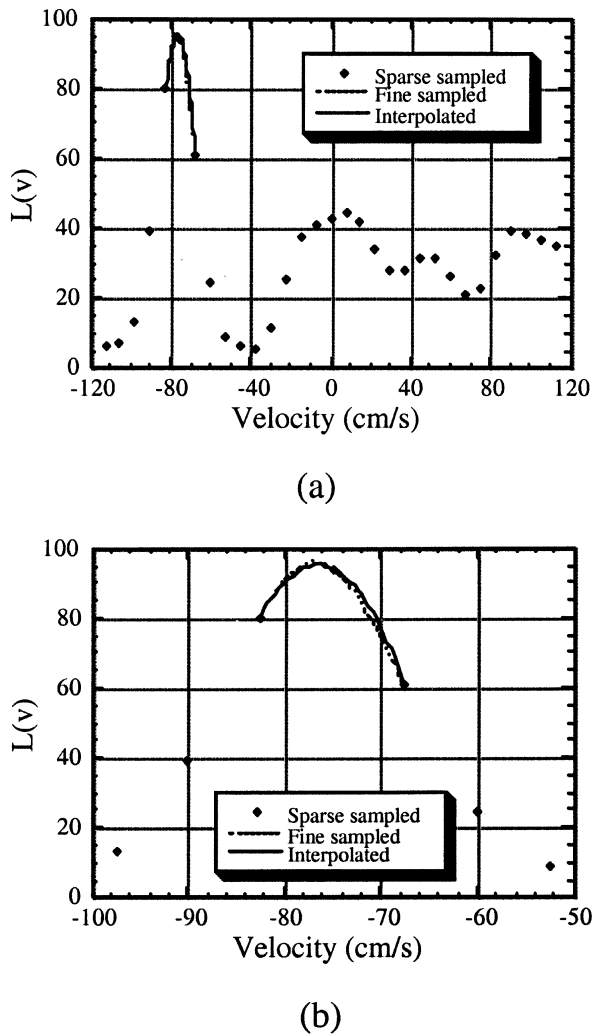 100
80
60
40
20
0
L(v)
Sparse sampled
Fine sampled
Interpolated
-120 -80 -40 0 40 80 120
Velocity (cm/s)
(a)
100
80
60
40
20
0
L(v)
Sparse sampled
Fine sampled
Interpolated
-100 -90 -80 -70 -60 -50
Velocity (cm/s)
(b)